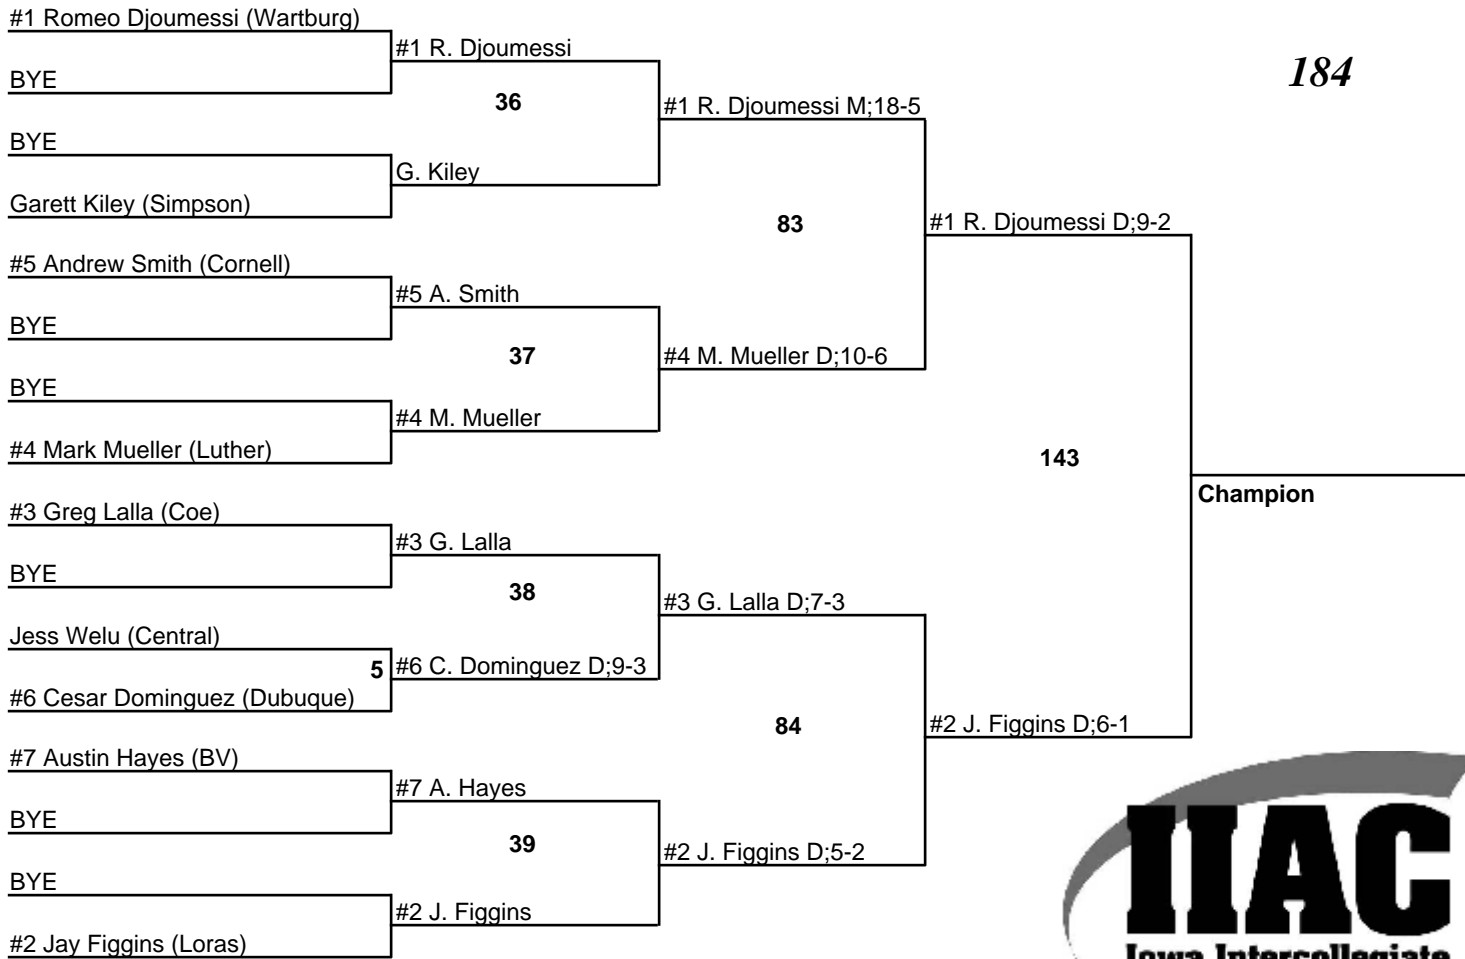 #1 Romeo Djoumessi (Wartburg)
BYE
BYE
Garett Kiley (Simpson)
#5 Andrew Smith (Cornell)
BYE
BYE
#4 Mark Mueller (Luther)
#3 Greg Lalla (Coe)
BYE
Jess Welu (Central)
#6 Cesar Dominguez (Dubuque)
#7 Austin Hayes (BV)
BYE
BYE
#2 Jay Figgins (Loras)
5
#1 R. Djoumessi
36
G. Kiley
#5 A. Smith
37
#4 M. Mueller
#3 G. Lalla
38
#6 C. Dominguez D;9-3
#7 A. Hayes
39
#2 J. Figgins
#1 R. Djoumessi M;18-5
83
#4 M. Mueller D;10-6
#3 G. Lalla D;7-3
84
#2 J. Figgins D;5-2
#1 R. Djoumessi D;9-2
143
#2 J. Figgins D;6-1
184
Champion
IIAC
Iowa Intercollegiate